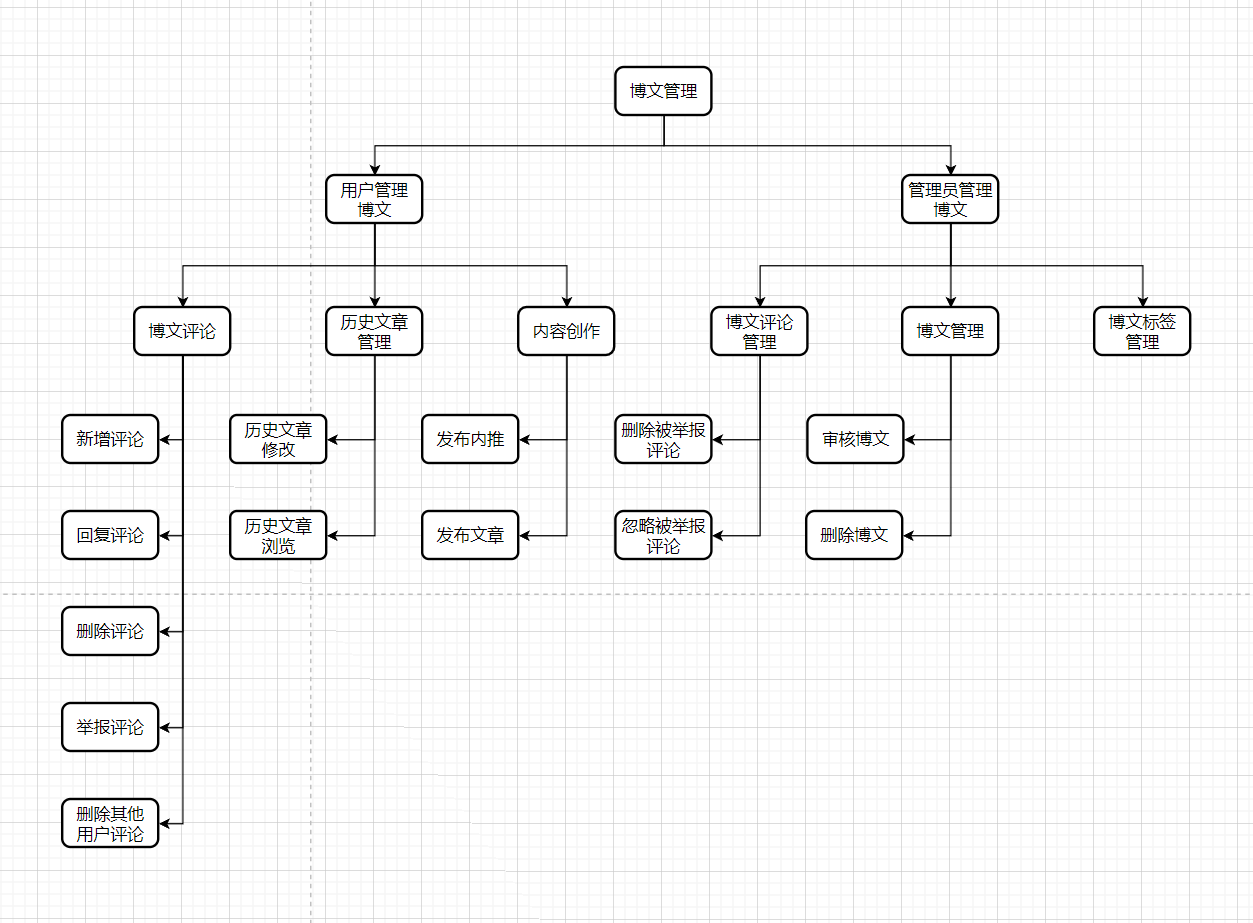 博文管理
用户管理
博文
管理员管理
博文
博文评论
历史文章
管理
内容创作
博文评论
管理
博文管理
博文标签
管理
新增评论
历史文章
修改
发布内推
删除被举报
评论
审核博文
回复评论
历史文章
浏览
发布文章
忽略被举报
评论
删除博文
删除评论
举报评论
删除其他
用户评论